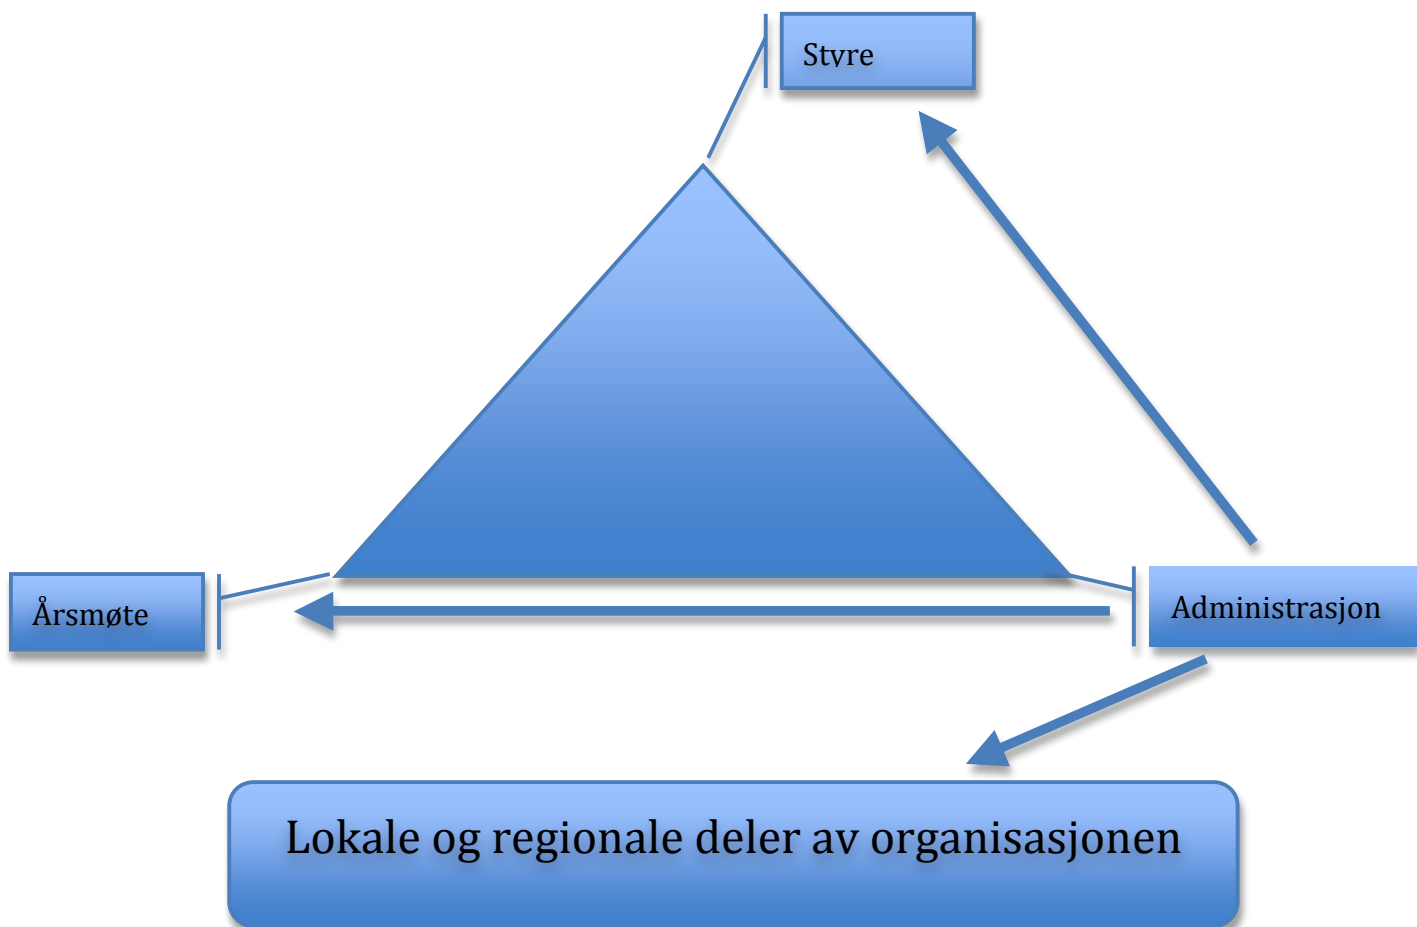 Styre
Årsmøte
Administrasjon
Lokale og regionale deler av organisasjonen